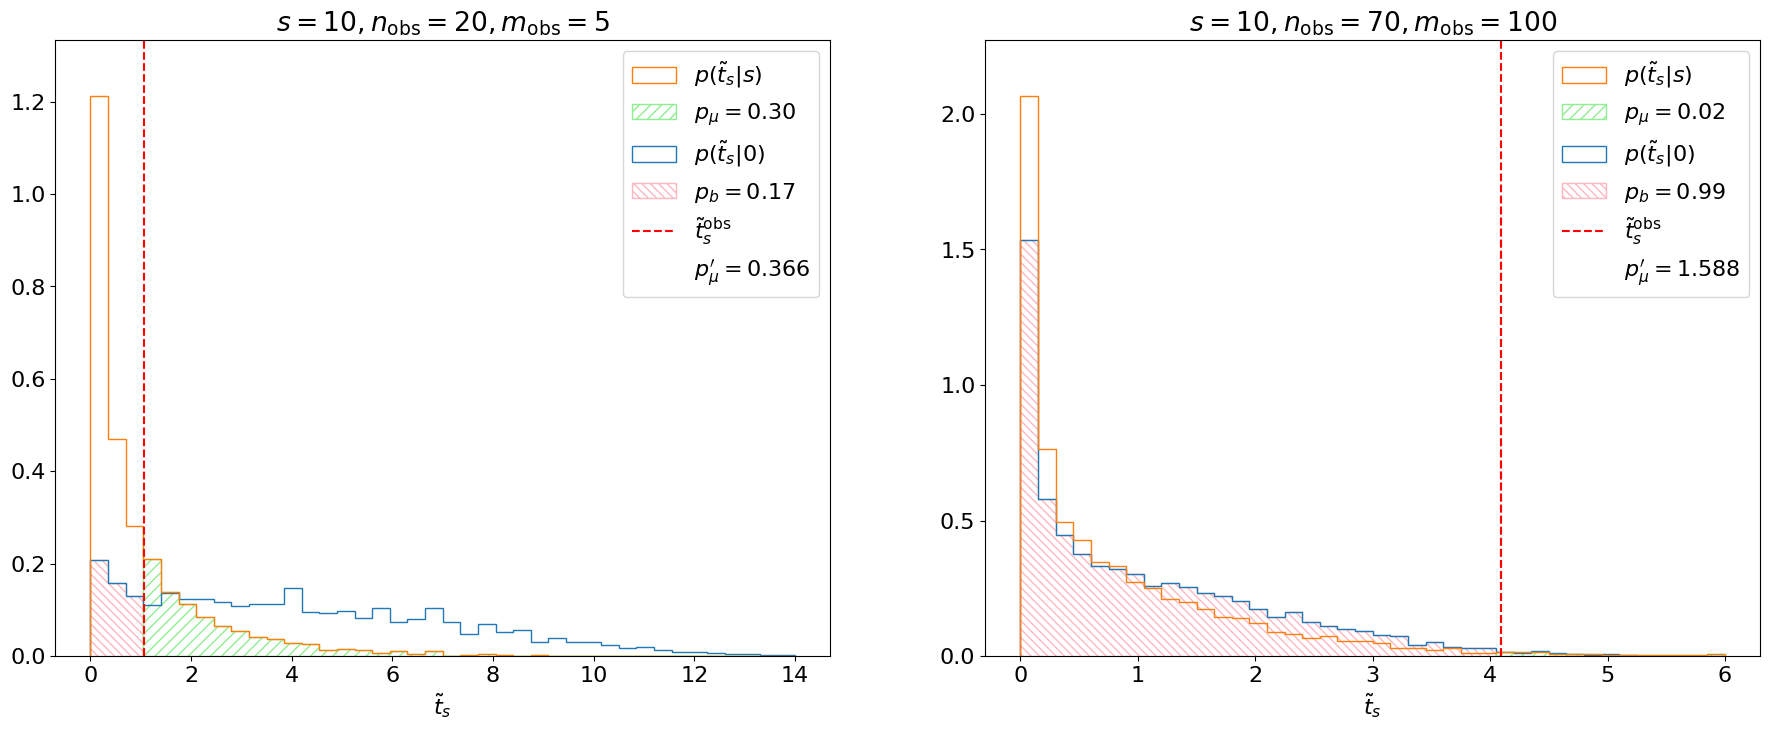 s = 10, n_obs = 20, m_obs = 5
1.2
1.0
0.8
0.6
0.4
0.2
0.0
p(t̃_s|s)
p_μ = 0.30
p(t̃_s|0)
p_b = 0.17
t̃_s^obs
p′_μ = 0.366
0 2 4 6 8 10 12 14
t̃_s
s = 10, n_obs = 70, m_obs = 100
2.0
1.5
1.0
0.5
0.0
p(t̃_s|s)
p_μ = 0.02
p(t̃_s|0)
p_b = 0.99
t̃_s^obs
p′_μ = 1.588
0 1 2 3 4 5 6
t̃_s